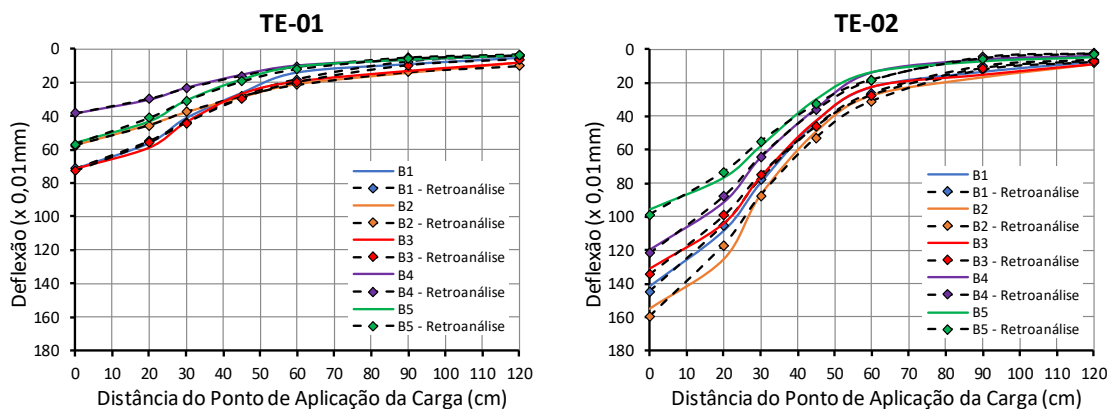 TE-01
0
20
40
60
80
100
120
140
160
180
Deflexão (x 0,01mm)
B1
B1 - Retroanálise
B2
B2 - Retroanálise
B3
B3 - Retroanálise
B4
B4 - Retroanálise
B5
B5 - Retroanálise
0 10 20 30 40 50 60 70 80 90 100 110 120
Distância do Ponto de Aplicação da Carga (cm)
TE-02
0
20
40
60
80
100
120
140
160
180
Deflexão (x 0,01mm)
B1
B1 - Retroanálise
B2
B2 - Retroanálise
B3
B3 - Retroanálise
B4
B4 - Retroanálise
B5
B5 - Retroanálise
0 10 20 30 40 50 60 70 80 90 100 110 120
Distância do Ponto de Aplicação da Carga (cm)